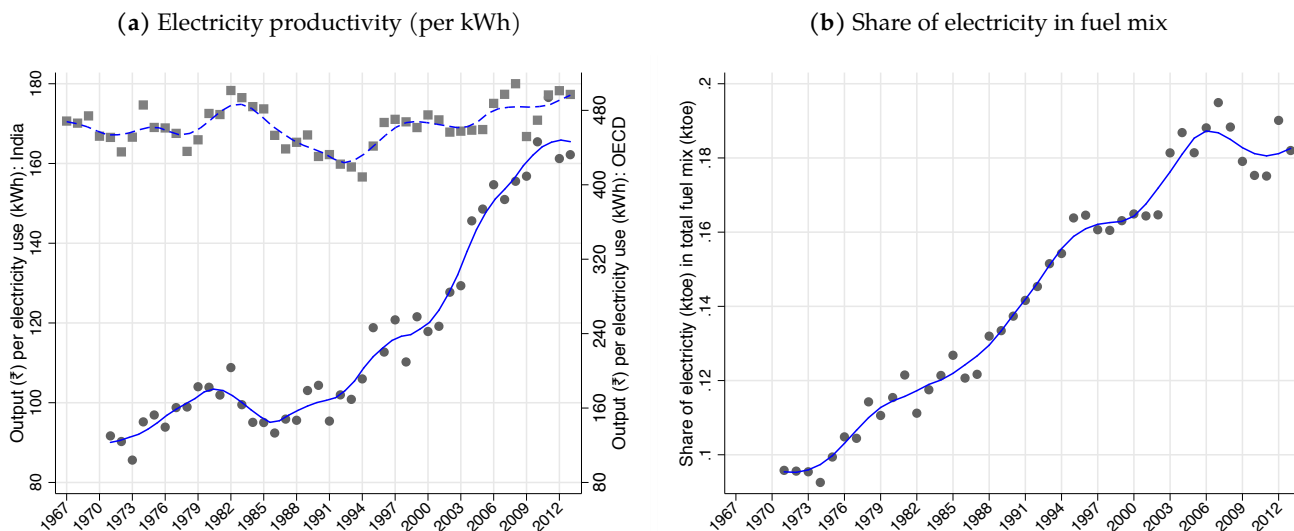 (a) Electricity productivity (per kWh)
180
160
140
120
100
80
Output (₹) per electricity use (kWh): India
480
400
320
240
160
80
Output (₹) per electricity use (kWh): OECD
1967 1970 1973 1976 1979 1982 1985 1988 1991 1994 1997 2000 2003 2006 2009 2012
(b) Share of electricity in fuel mix
.2
.18
.16
.14
.12
.1
Share of electrictiy (ktoe) in total fuel mix (ktoe)
1967 1970 1973 1976 1979 1982 1985 1988 1991 1994 1997 2000 2003 2006 2009 2012